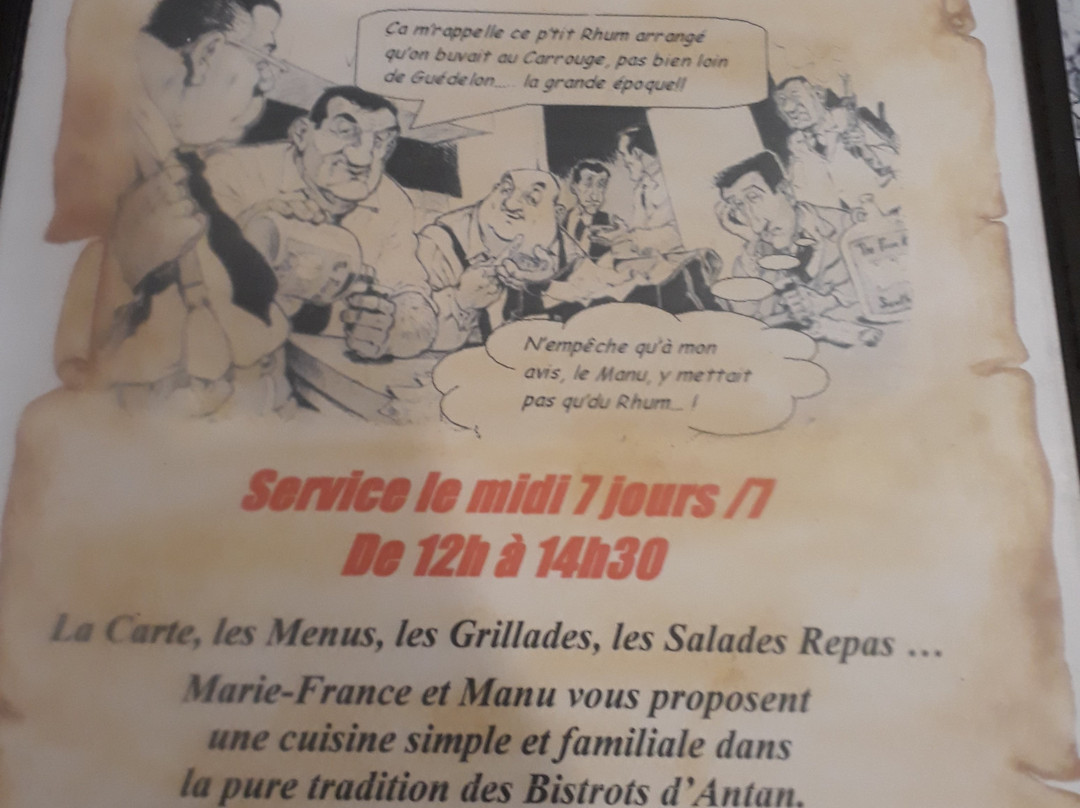 Ca m'rappelle ce p'tit Rhum arrangé
qu'on buvait au Carrouge, pas bien loin
de Guédelon..... la grande époque!!
N'empêche qu'à mon
avis, le Manu, y mettait
pas qu'du Rhum... !
Service le midi 7 jours /7
De 12h à 14h30
La Carte, les Menus, les Grillades, les Salades Repas ...
Marie-France et Manu vous proposent
une cuisine simple et familiale dans
la pure tradition des Bistrots d'Antan.